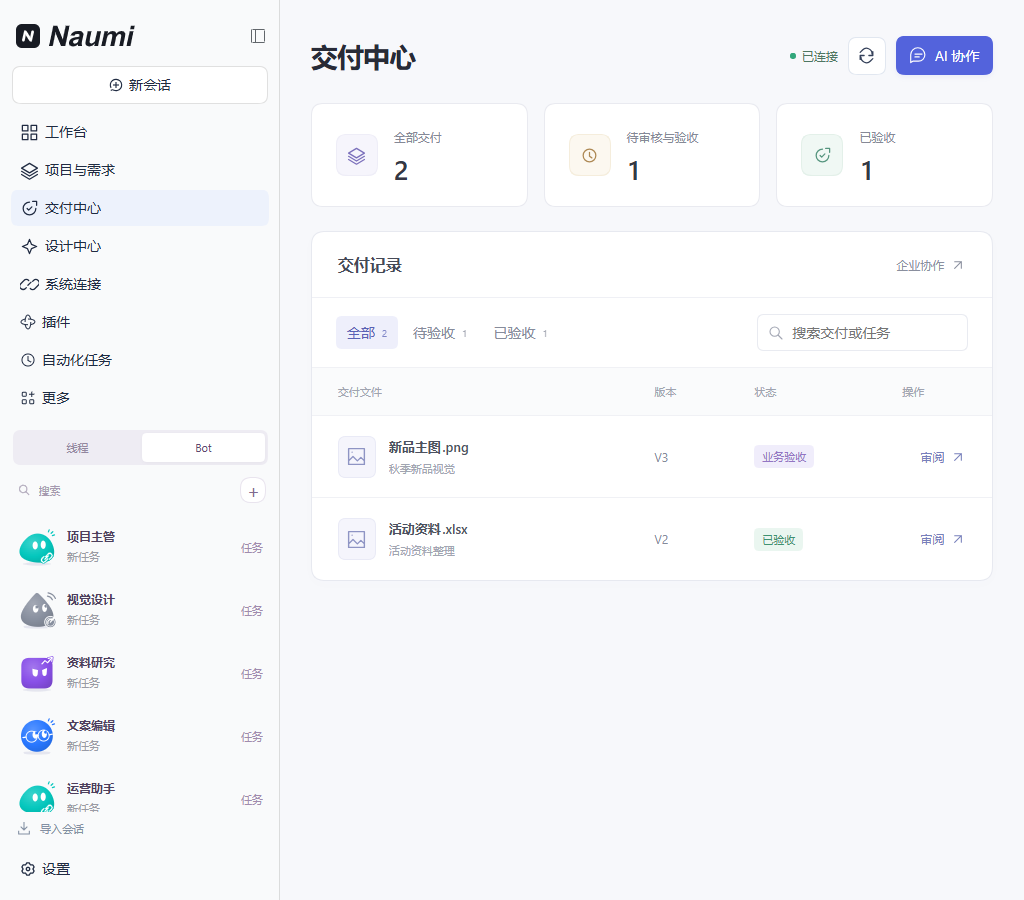 Naumi
新会话
工作台
项目与需求
交付中心
设计中心
系统连接
插件
自动化任务
更多
线程 Bot
搜索
项目主管
新任务
任务
视觉设计
新任务
任务
资料研究
新任务
任务
文案编辑
新任务
任务
运营助手
新任务
任务
导入会话
设置
交付中心
已连接
AI 协作
全部交付
2
待审核与验收
1
已验收
1
交付记录
企业协作
全部 2 待验收 1 已验收 1
搜索交付或任务
交付文件 版本 状态 操作
新品主图.png
秋季新品视觉
V3 业务验收 审阅
活动资料.xlsx
活动资料整理
V2 已验收 审阅